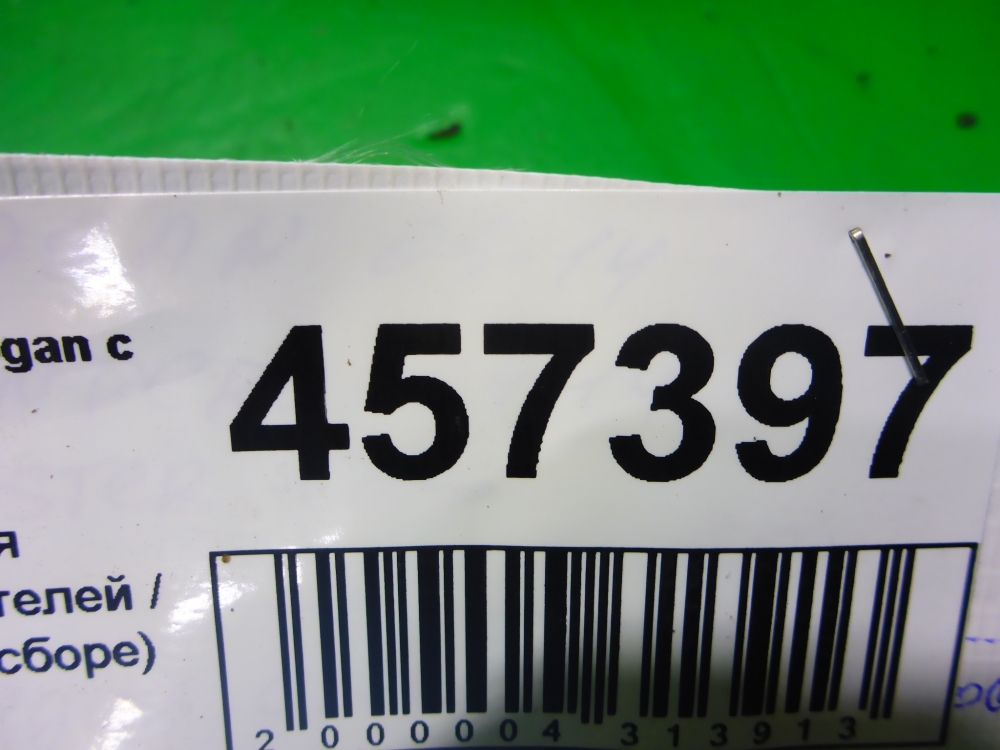 gan с
457397
я
телей /
сборе)
2 000004 313913